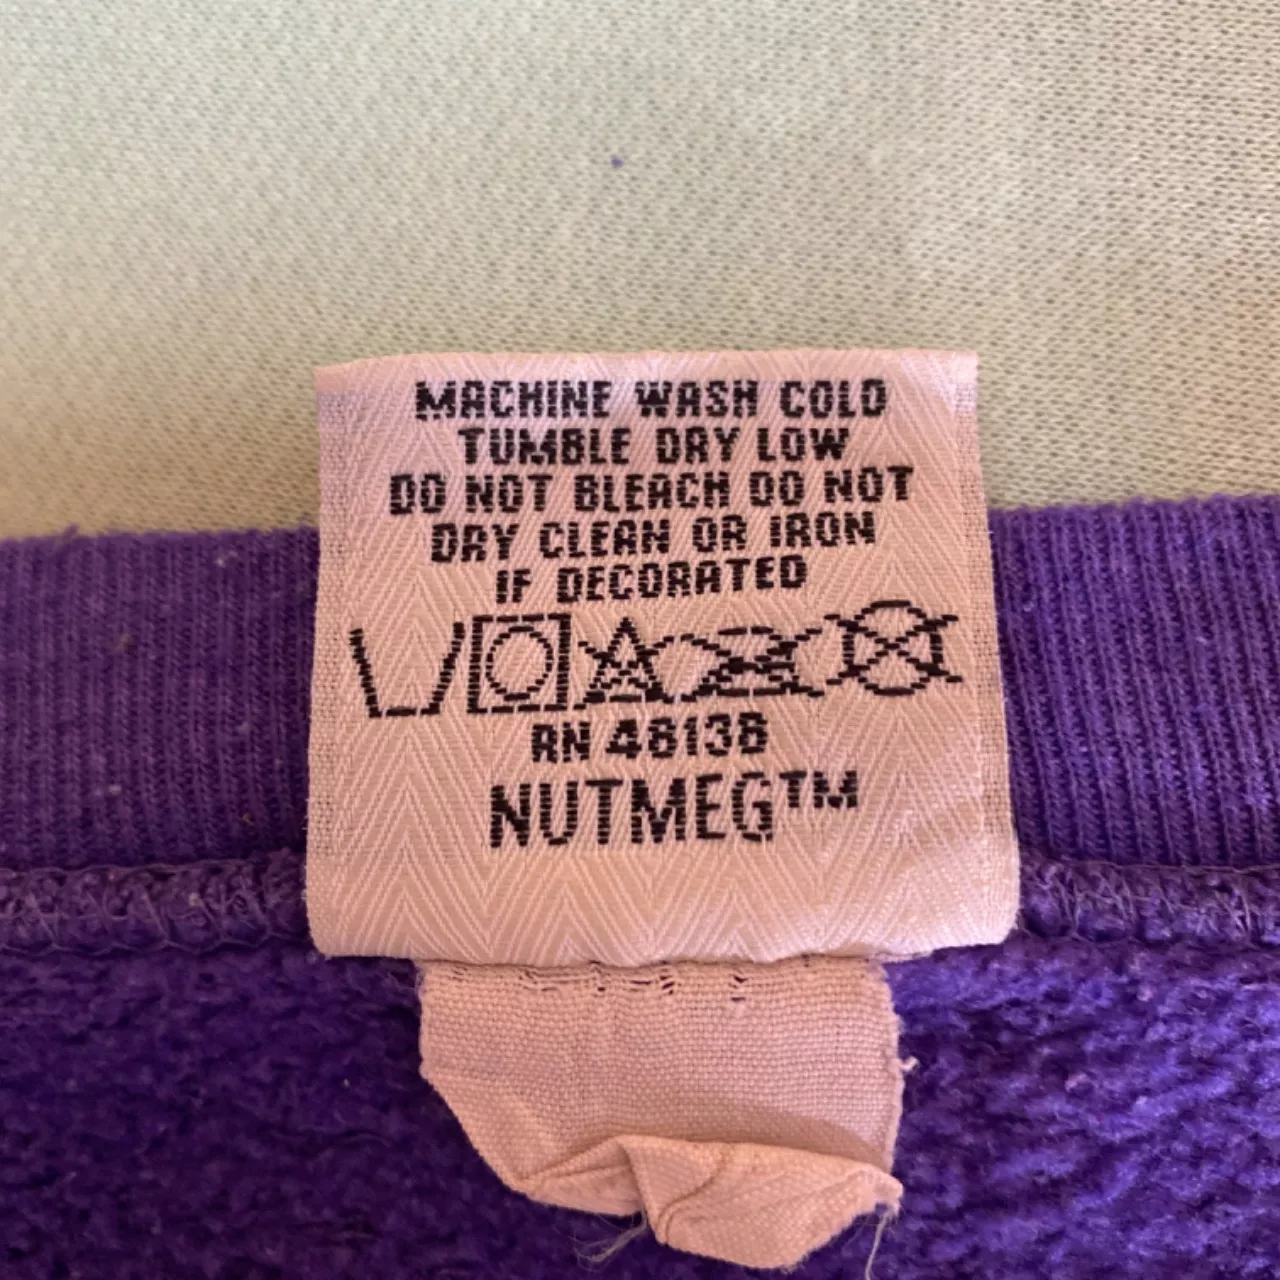 MACHINE WASH COLD
TUMBLE DRY LOW
DO NOT BLEACH DO NOT
DRY CLEAN OR IRON
IF DECORATED
RN 48138
NUTMEG™